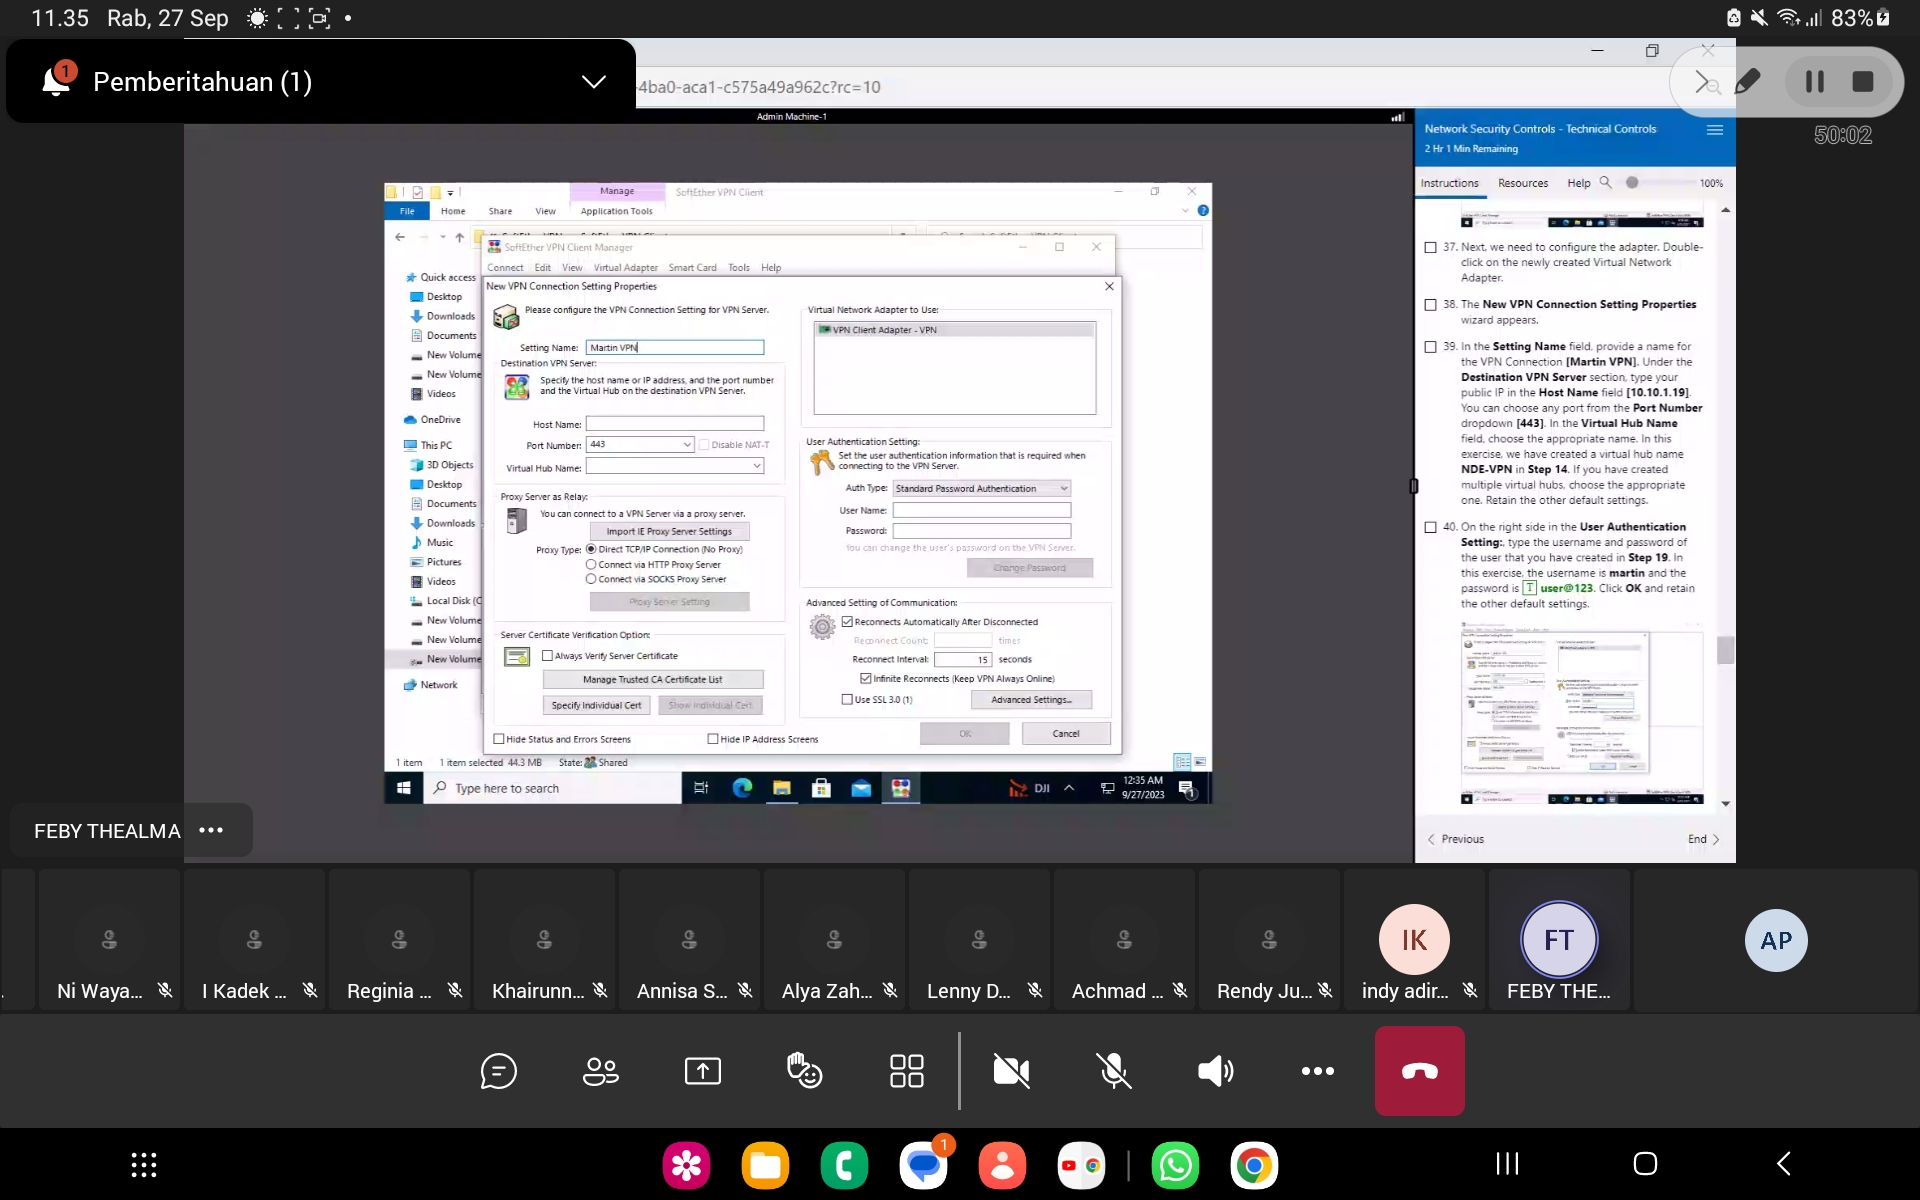 11.35 Rab, 27 Sep
83%
1
Pemberitahuan (1)
-4ba0-aca1-c575a49a962c?rc=10
50:02
Admin Machine-1
Manage
SoftEther VPN Client
File Home Share View Application Tools
SoftEther VPN Client Manager
Connect Edit View Virtual Adapter Smart Card Tools Help
Quick access
Desktop
Downloads
Documents
New Volume
New Volume
Videos
OneDrive
This PC
3D Objects
Desktop
Documents
Downloads
Music
Pictures
Videos
Local Disk (C
New Volume
New Volume
New Volume
Network
New VPN Connection Setting Properties
Please configure the VPN Connection Setting for VPN Server.
Setting Name: Martin VPN
Destination VPN Server:
Specify the host name or IP address, and the port number
and the Virtual Hub on the destination VPN Server.
Host Name:
Port Number: 443 Disable NAT-T
Virtual Hub Name:
Proxy Server as Relay:
You can connect to a VPN Server via a proxy server.
Import IE Proxy Server Settings
Proxy Type: Direct TCP/IP Connection (No Proxy)
Connect via HTTP Proxy Server
Connect via SOCKS Proxy Server
Proxy Server Setting
Server Certificate Verification Option:
Always Verify Server Certificate
Manage Trusted CA Certificate List
Specify Individual Cert Show Individual Cert
Hide Status and Errors Screens Hide IP Address Screens
Virtual Network Adapter to Use:
VPN Client Adapter - VPN
User Authentication Setting:
Set the user authentication information that is required when
connecting to the VPN Server.
Auth Type: Standard Password Authentication
User Name:
Password:
You can change the user's password on the VPN Server.
Change Password
Advanced Setting of Communication:
Reconnects Automatically After Disconnected
Reconnect Count: timer
Reconnect Interval: 15 seconds
Infinite Reconnects (Keep VPN Always Online)
Use SSL 3.0 (1) Advanced Settings...
OK Cancel
1 item 1 item selected 44.3 MB State: Shared
Type here to search
DJI
12:35 AM
9/27/2023
1
Network Security Controls - Technical Controls
2 Hr 1 Min Remaining
Instructions Resources Help 100%
37. Next, we need to configure the adapter. Double-
click on the newly created Virtual Network
Adapter.
38. The New VPN Connection Setting Properties
wizard appears.
39. In the Setting Name field, provide a name for
the VPN Connection [Martin VPN]. Under the
Destination VPN Server section, type your
public IP in the Host Name field [10.10.1.19].
You can choose any port from the Port Number
dropdown [443]. In the Virtual Hub Name
field, choose the appropriate name. In this
exercise, we have created a virtual hub name
NDE-VPN in Step 14. If you have created
multiple virtual hubs, choose the appropriate
one. Retain the other default settings.
40. On the right side in the User Authentication
Setting:, type the username and password of
the user that you have created in Step 19. In
this exercise, the username is martin and the
password is T user@123. Click OK and retain
the other default settings.
Previous
End
FEBY THEALMA
Ni Waya...
I Kadek ...
Reginia ...
Khairunn...
Annisa S...
Alya Zah...
Lenny D...
Achmad ...
Rendy Ju...
IK
indy adir...
FT
FEBY THE...
AP
1